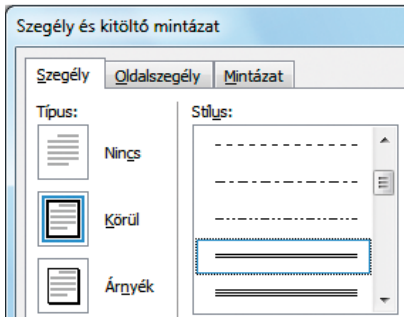 Szegély és kitöltő mintázat
Szegély Oldalszegély Mintázat
Típus: Stílus:
Nincs
Körül
Árnyék